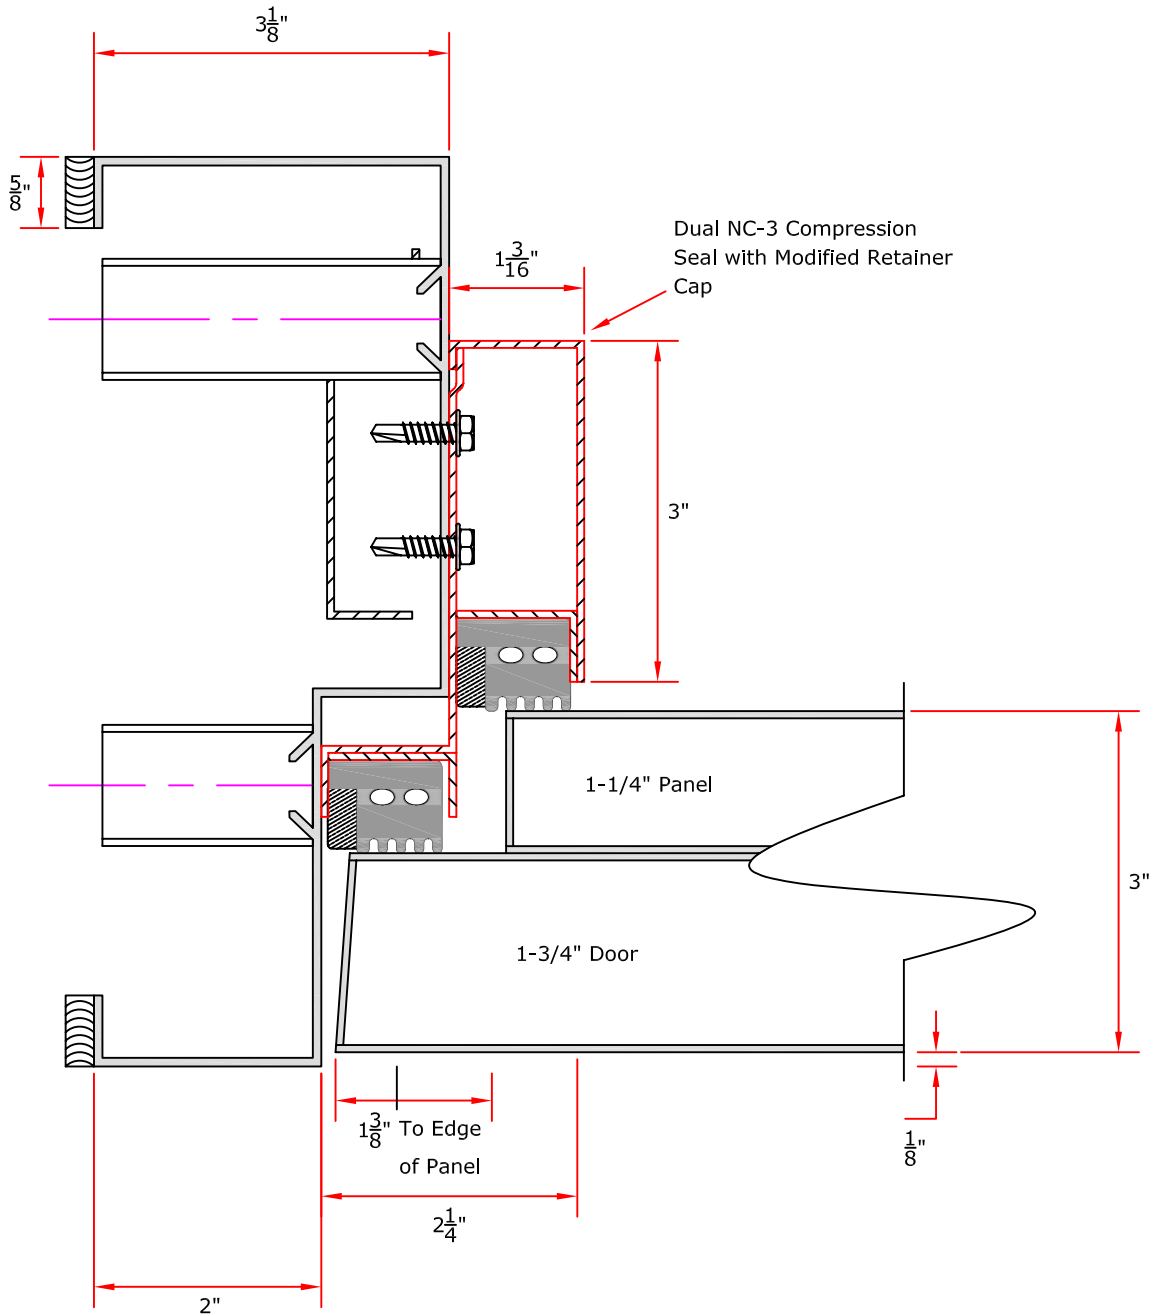 3 1/8"
5/8"
Dual NC-3 Compression
Seal with Modified Retainer
Cap
1 3/16"
3"
1-1/4" Panel
3"
1-3/4" Door
1 3/8" To Edge
of Panel
1/8"
2 1/4"
2"